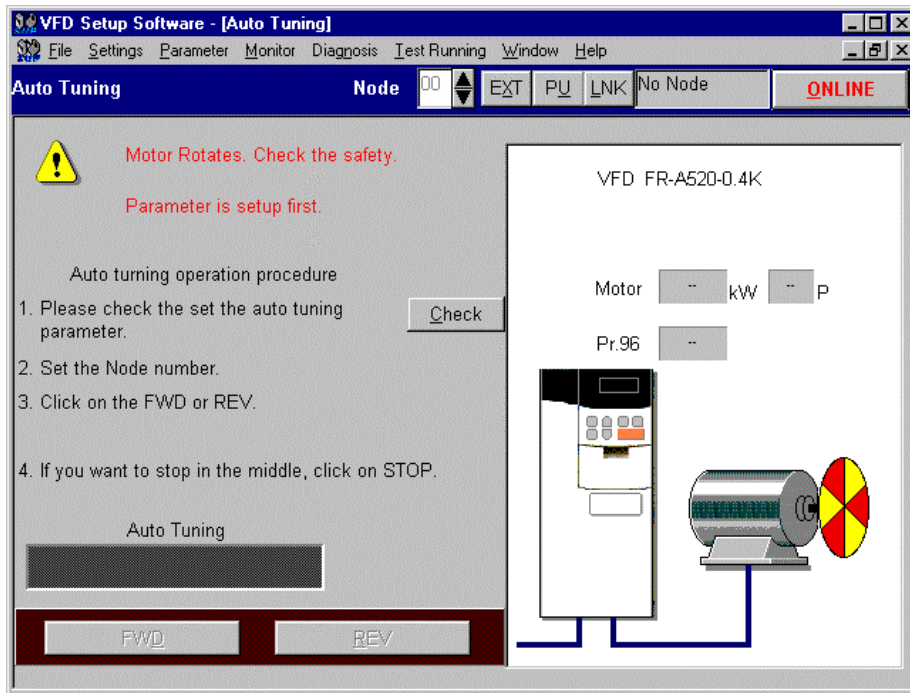 VFD Setup Software - [Auto Tuning]
File Settings Parameter Monitor Diagnosis Test Running Window Help
Auto Tuning Node 00 EXT PU LNK No Node ONLINE
Motor Rotates. Check the safety.
Parameter is setup first.
Auto turning operation procedure
1. Please check the set the auto tuning
parameter.
Check
2. Set the Node number.
3. Click on the FWD or REV.
4. If you want to stop in the middle, click on STOP.
Auto Tuning
FWD REV
VFD FR-A520-0.4K
Motor -- kW -- P
Pr.96 --